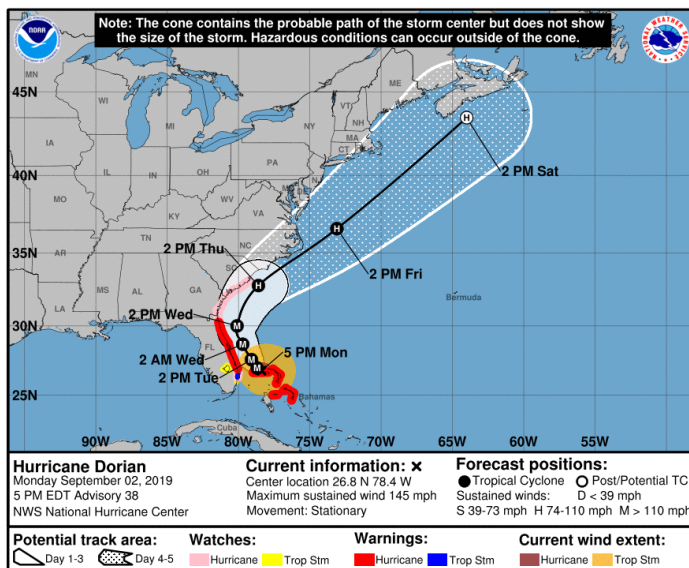 Note: The cone contains the probable path of the storm center but does not show
the size of the storm. Hazardous conditions can occur outside of the cone.
NOAA
NATIONAL WEATHER SERVICE
MN
WI
MI
IA
IL
IN
OH
PA
NY
VT
NH
ME
MA
CT
MO
KY
WV
VA
TN
NC
SC
AR
MS
AL
GA
LA
FL
45N
40N
35N
30N
25N
2 PM Sat
2 PM Fri
2 PM Thu
2 PM Wed
2 AM Wed
2 PM Tue
5 PM Mon
H
H
H
M
M
M
M
Bermuda
Bahamas
Cuba
95W 90W 85W 80W 75W 70W 65W 60W 55W
Hurricane Dorian
Monday September 02, 2019
5 PM EDT Advisory 38
NWS National Hurricane Center
Current information: ×
Center location 26.8 N 78.4 W
Maximum sustained wind 145 mph
Movement: Stationary
Forecast positions:
Tropical Cyclone Post/Potential TC
Sustained winds: D < 39 mph
S 39-73 mph H 74-110 mph M > 110 mph
Potential track area:
Day 1-3 Day 4-5
Watches:
Hurricane Trop Stm
Warnings:
Hurricane Trop Stm
Current wind extent:
Hurricane Trop Stm